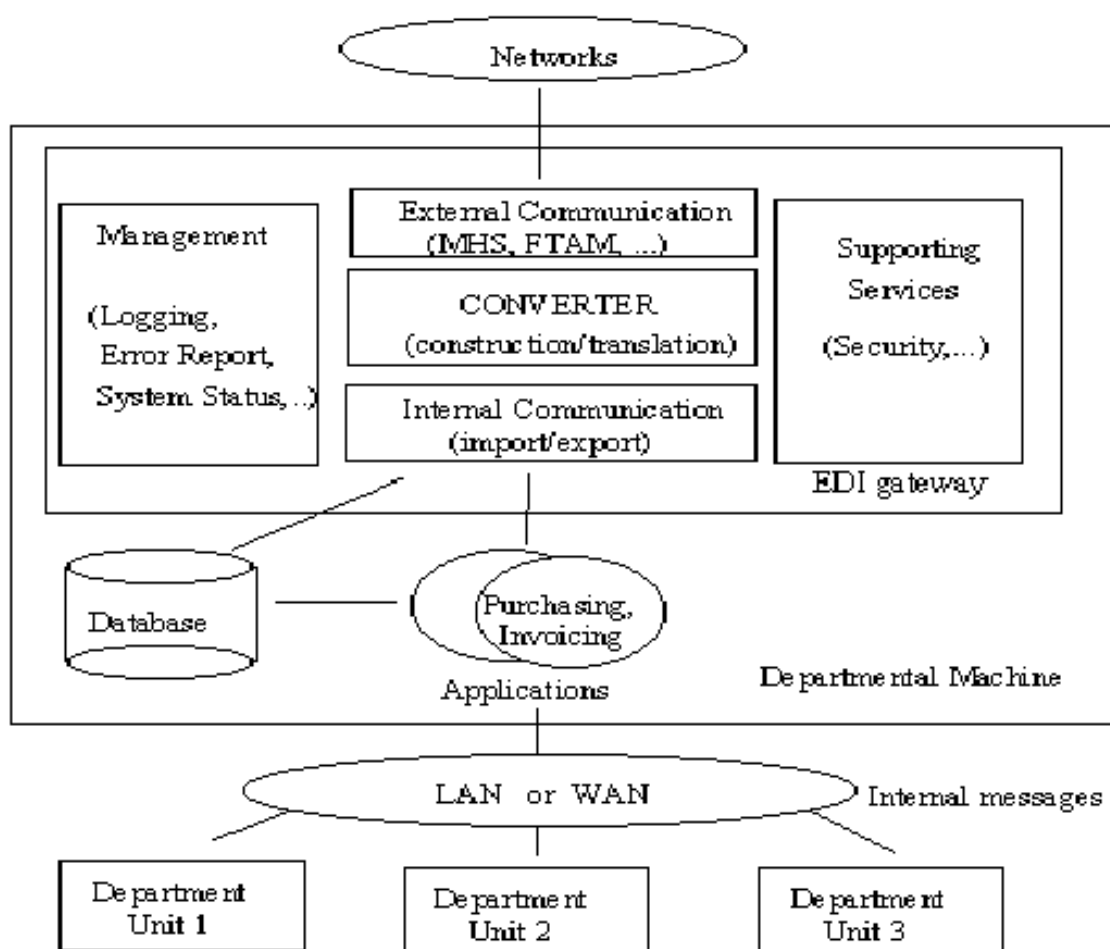 Networks
External Communication
(MHS, FTAM, ...)
Management
(Logging,
Error Report,
System Status,..)
CONVERTER
(construction/translation)
Internal Communication
(import/export)
Supporting
Services
(Security,...)
EDI gateway
Database
Purchasing,
Invoicing
Applications
Departmental Machine
LAN or WAN
Internal messages
Department
Unit 1
Department
Unit 2
Department
Unit 3